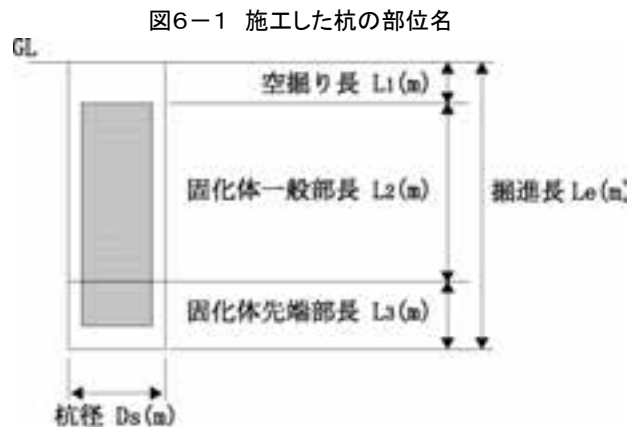 図6-1 施工した杭の部位名
GL
空掘り長 L1(m)
固化体一般部長 L2(m)
掘進長 Le(m)
固化体先端部長 L3(m)
杭径 Ds(m)